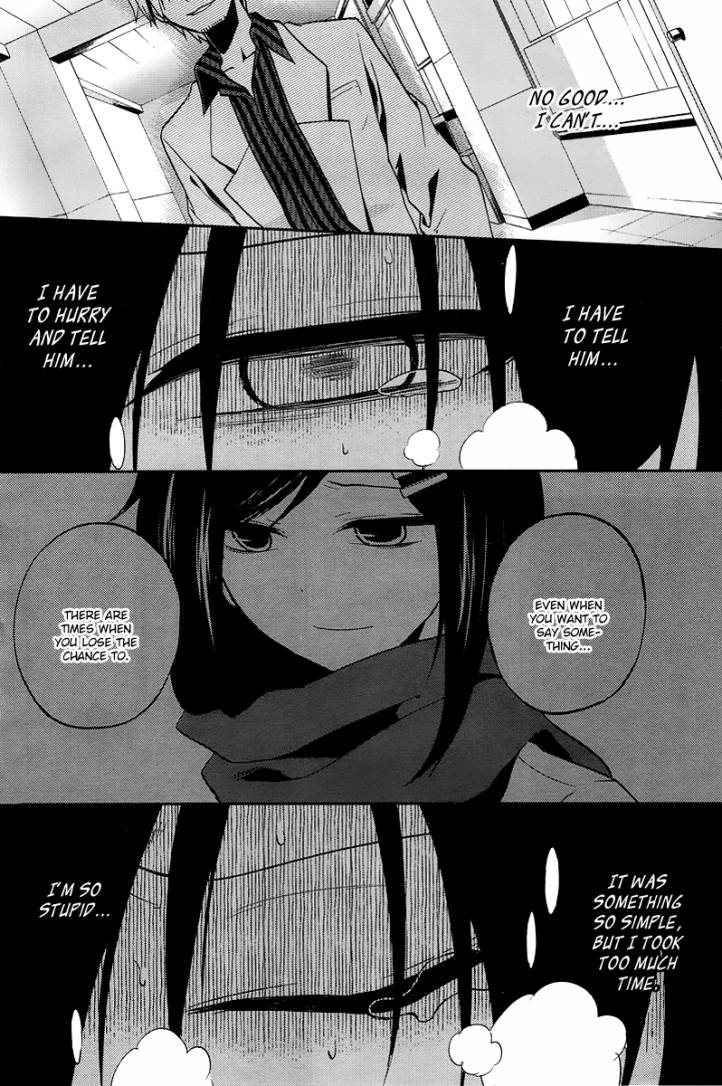 NO GOOD...
I CAN'T...
I HAVE
TO TELL
HIM...
I HAVE
TO HURRY
AND TELL
HIM...
EVEN WHEN
YOU WANT TO
SAY SOME-
THING...
THERE ARE
TIMES WHEN
YOU LOSE THE
CHANCE TO.
IT WAS
SOMETHING
SO SIMPLE,
BUT I TOOK
TOO MUCH
TIME.
I'M SO
STUPID...